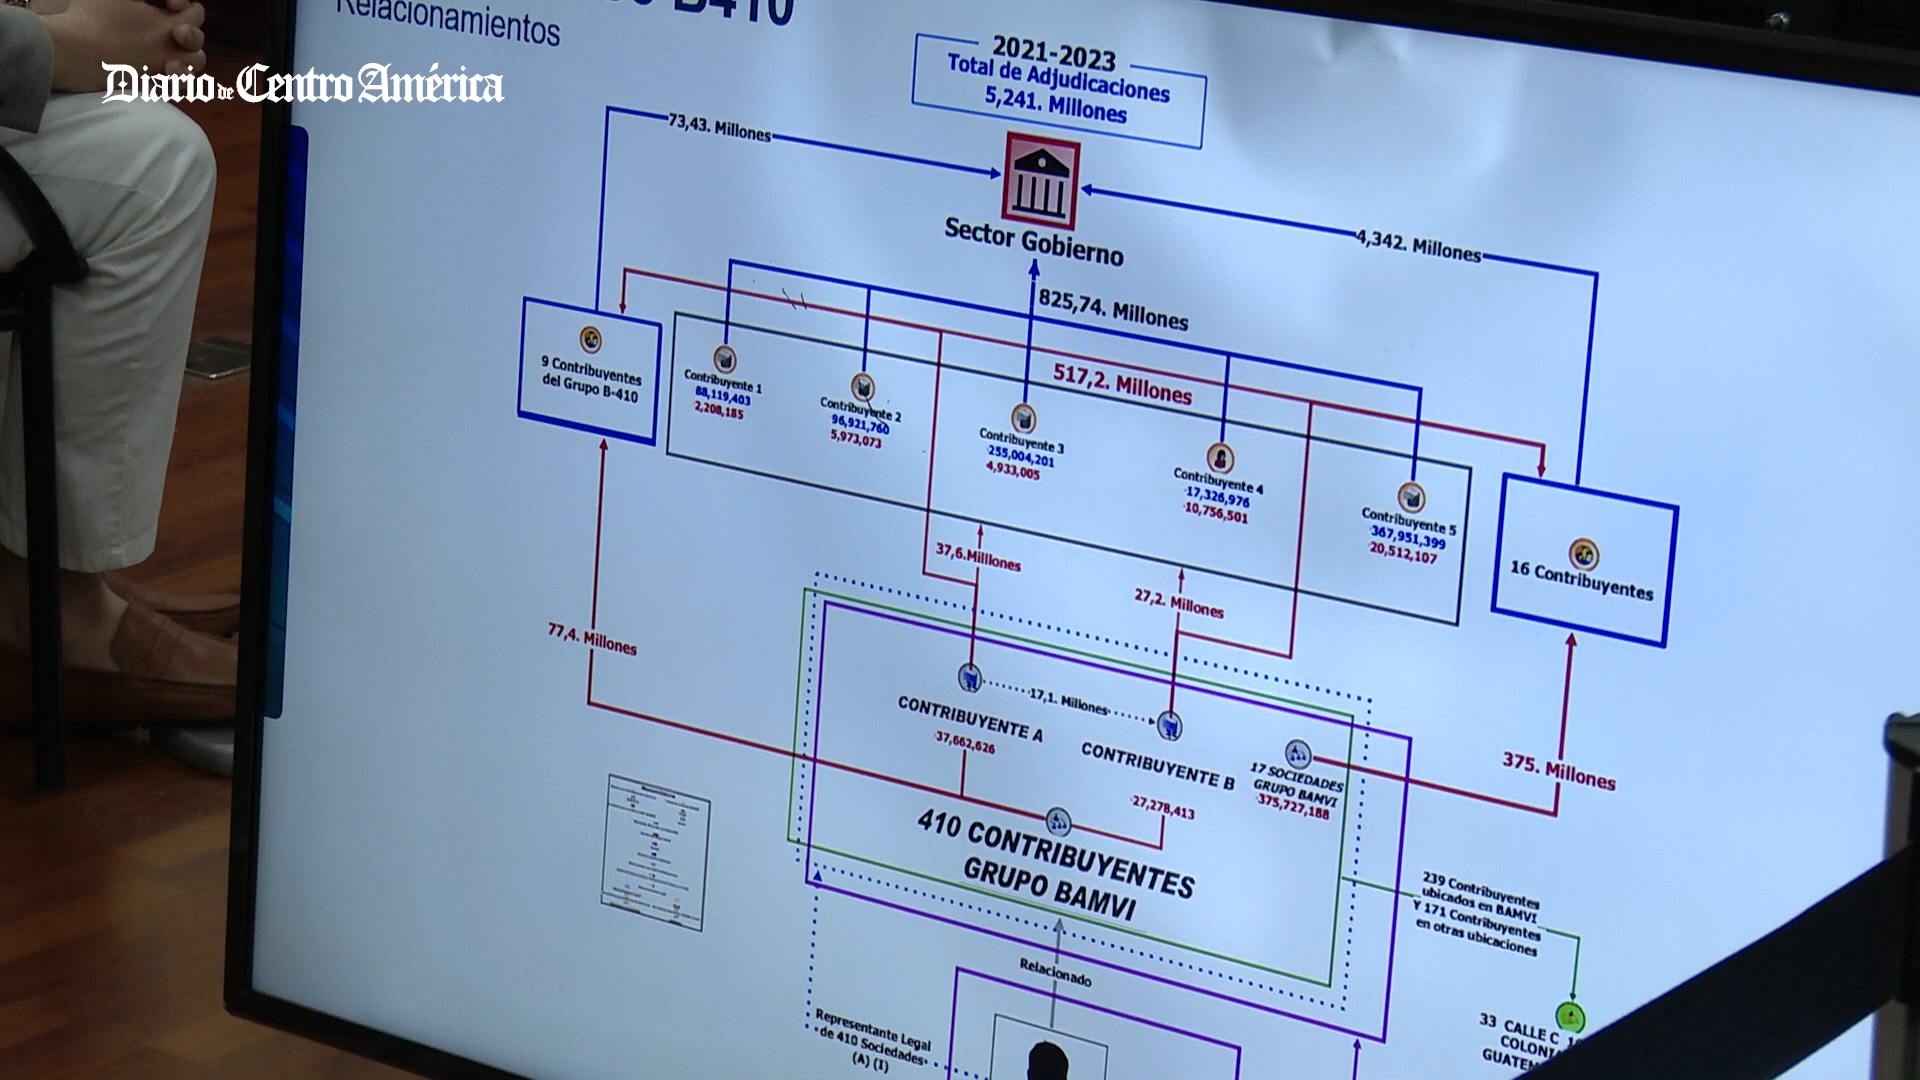 B410
Relacionamientos
Diario de Centro América
2021-2023
Total de Adjudicaciones
5,241. Millones
73,43. Millones
4,342. Millones
Sector Gobierno
825,74. Millones
517,2. Millones
9 Contribuyentes
del Grupo B-410
Contribuyente 1
88,119,403
2,208,185
Contribuyente 2
96,921,760
5,973,073
Contribuyente 3
255,004,201
4,933,005
Contribuyente 4
17,326,976
10,756,501
Contribuyente 5
367,951,399
20,512,107
16 Contribuyentes
37,6.Milllones
27,2. Millones
77,4. Millones
17,1. Millones
CONTRIBUYENTE A
37,662,626
CONTRIBUYENTE B
27,278,413
17 SOCIEDADES
GRUPO BAMVI
375,727,188
375. Millones
410 CONTRIBUYENTES
GRUPO BAMVI
239 Contribuyentes
ubicados en BAMVI
Y 171 Contribuyentes
en otras ubicaciones
Relacionado
Representante Legal
de 410 Sociedades
(A) (I)
33 CALLE C